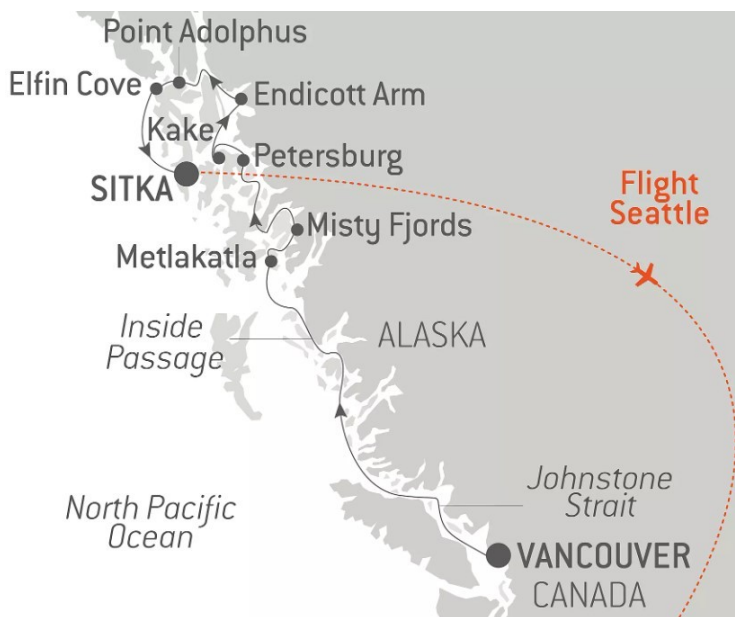 Point Adolphus
Elfin Cove
Endicott Arm
Kake
Petersburg
SITKA
Flight
Seattle
Misty Fjords
Metlakatla
Inside
Passage
ALASKA
Johnstone
Strait
North Pacific
Ocean
VANCOUVER
CANADA